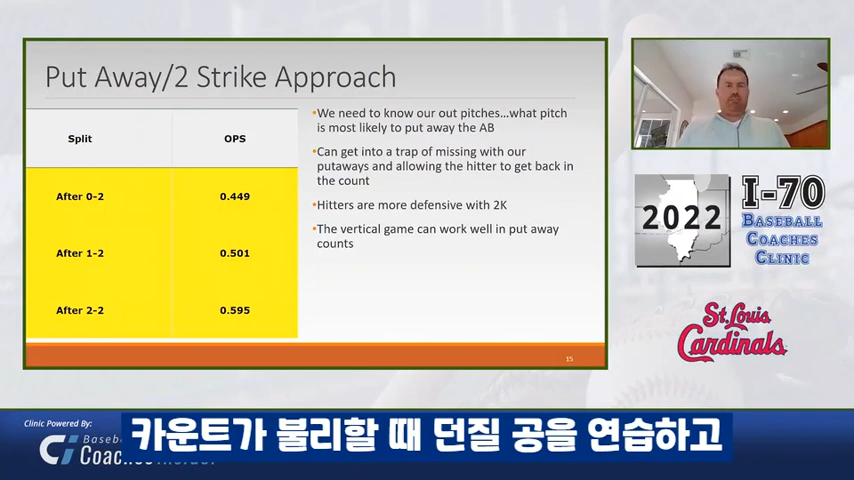 Put Away/2 Strike Approach
Split OPS
After 0-2 0.449
After 1-2 0.501
After 2-2 0.595
•We need to know our out pitches...what pitch
is most likely to put away the AB
•Can get into a trap of missing with our
putaways and allowing the hitter to get back in
the count
•Hitters are more defensive with 2K
•The vertical game can work well in put away
counts
15
2022
I-70
BASEBALL
COACHES
CLINIC
St. Louis
Cardinals
Clinic Powered By:
카운트가 불리할 때 던질 공을 연습하고